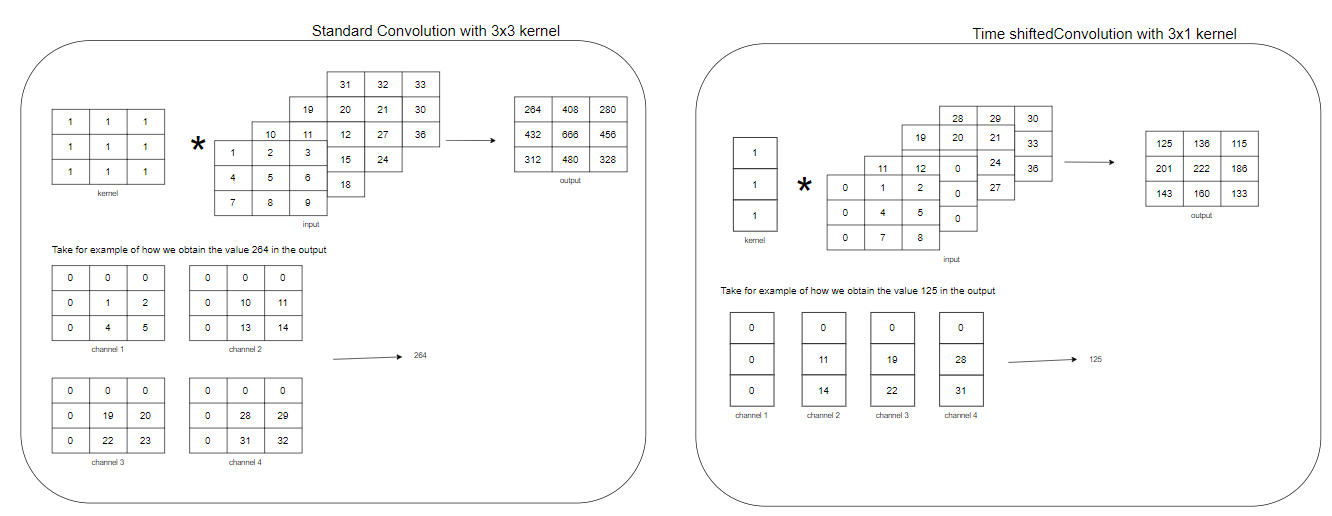 Standard Convolution with 3x3 kernel
31 32 33
19 20 21 30
10 11 12 27 36
1 2 3 15 24
4 5 6 18
7 8 9
1 1 1
1 1 1
1 1 1
kernel
*
input
264 408 280
432 666 456
312 480 328
output
Take for example of how we obtain the value 264 in the output
0 0 0
0 1 2
0 4 5
channel 1
0 0 0
0 10 11
0 13 14
channel 2
0 0 0
0 19 20
0 22 23
channel 3
0 0 0
0 28 29
0 31 32
channel 4
264
Time shiftedConvolution with 3x1 kernel
1
1
1
kernel
*
28 29 30
19 20 21 33
11 12 0 24 36
0 1 2 0 27
0 4 5 0
0 7 8
input
125 136 115
201 222 186
143 160 133
output
Take for example of how we obtain the value 125 in the output
0
0
0
channel 1
0
11
14
channel 2
0
19
22
channel 3
0
28
31
channel 4
125